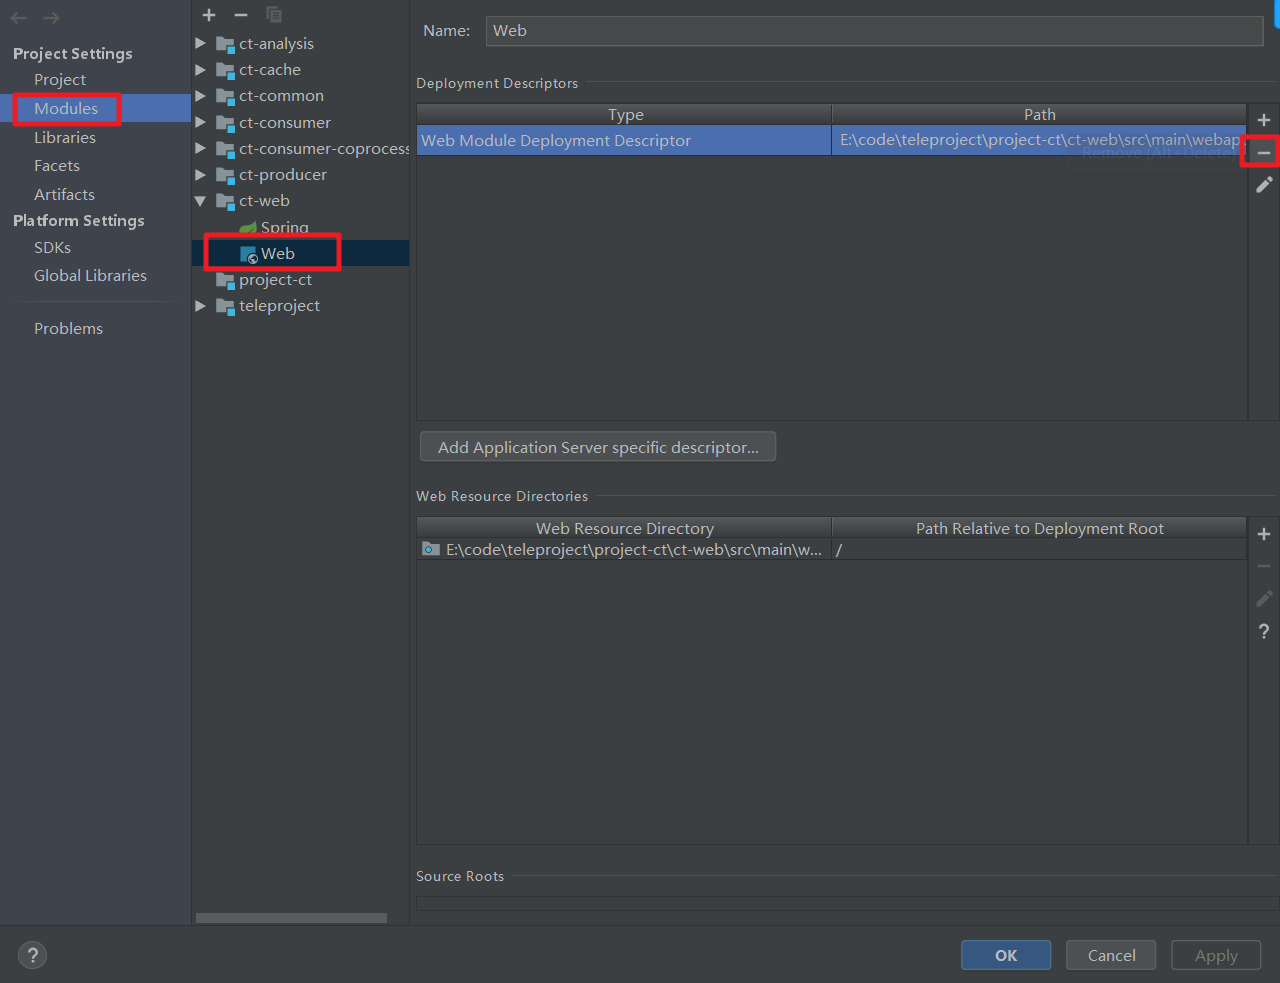 Project Settings
Project
Modules
Libraries
Facets
Artifacts
Platform Settings
SDKs
Global Libraries
Problems
ct-analysis
ct-cache
ct-common
ct-consumer
ct-consumer-coprocess
ct-producer
ct-web
Spring
Web
project-ct
teleproject
Name: Web
Deployment Descriptors
Type Path
Web Module Deployment Descriptor E:\code\teleproject\project-ct\ct-web\src\main\webap
Remove (Alt+Delete)
Add Application Server specific descriptor...
Web Resource Directories
Web Resource Directory Path Relative to Deployment Root
E:\code\teleproject\project-ct\ct-web\src\main\w... /
?
Source Roots
?
OK Cancel Apply